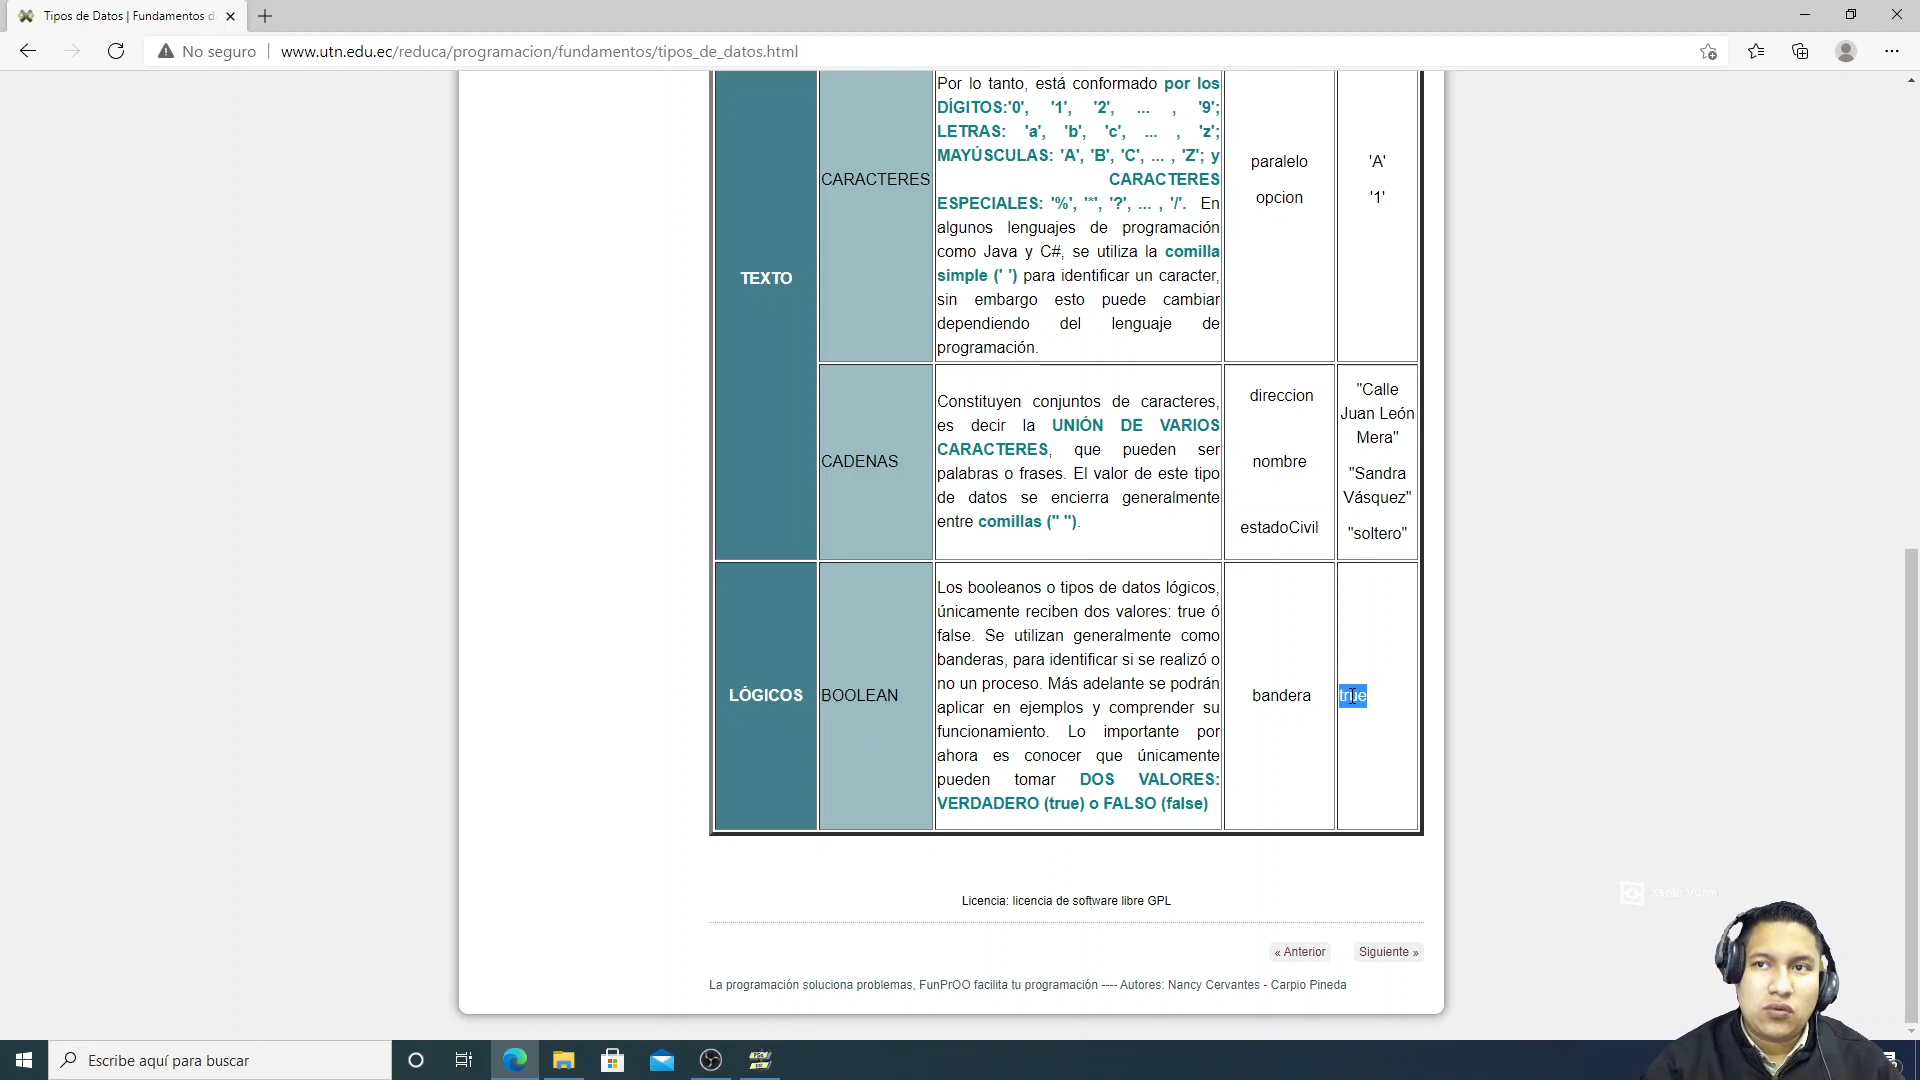 Tipos de Datos | Fundamentos d
No seguro
www.utn.edu.ec/reduca/programacion/fundamentos/tipos_de_datos.html
TEXTO
CARACTERES
Por lo tanto, está conformado por los
DÍGITOS:'0', '1', '2', ... , '9';
LETRAS: 'a', 'b', 'c', ... , 'z';
MAYÚSCULAS: 'A', 'B', 'C', ... , 'Z'; y
CARACTERES
ESPECIALES: '%', '*', '?', ... , '/'. En
algunos lenguajes de programación
como Java y C#, se utiliza la comilla
simple (' ') para identificar un caracter,
sin embargo esto puede cambiar
dependiendo del lenguaje de
programación.
paralelo
opcion
'A'
'1'
CADENAS
Constituyen conjuntos de caracteres,
es decir la UNIÓN DE VARIOS
CARACTERES, que pueden ser
palabras o frases. El valor de este tipo
de datos se encierra generalmente
entre comillas (" ").
direccion
nombre
estadoCivil
"Calle
Juan León
Mera"
"Sandra
Vásquez"
"soltero"
LÓGICOS
BOOLEAN
Los booleanos o tipos de datos lógicos,
únicamente reciben dos valores: true ó
false. Se utilizan generalmente como
banderas, para identificar si se realizó o
no un proceso. Más adelante se podrán
aplicar en ejemplos y comprender su
funcionamiento. Lo importante por
ahora es conocer que únicamente
pueden tomar DOS VALORES:
VERDADERO (true) o FALSO (false)
bandera
true
Licencia: licencia de software libre GPL
« Anterior
Siguiente »
La programación soluciona problemas, FunPrOO facilita tu programación ---- Autores: Nancy Cervantes - Carpio Pineda
XSplit VCam
Escribe aquí para buscar